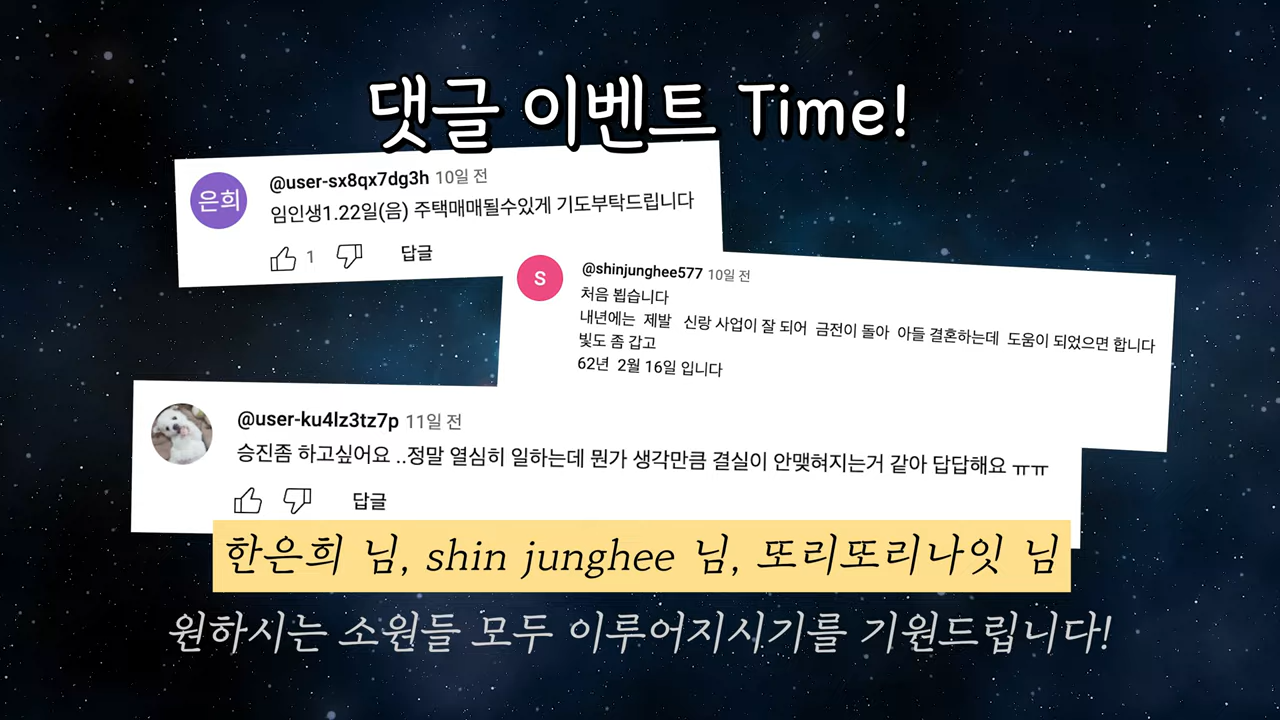 댓글 이벤트 Time!
은희
@user-sx8qx7dg3h 10일 전
임인생1.22일(음) 주택매매될수있게 기도부탁드립니다
1 답글
S
@shinjunghee577 10일 전
처음 뵙습니다
내년에는 제발 신랑 사업이 잘 되어 금전이 돌아 아들 결혼하는데 도움이 되었으면 합니다
빛도 좀 갑고
62년 2월 16일 입니다
@user-ku4lz3tz7p 11일 전
승진좀 하고싶어요 ..정말 열심히 일하는데 뭔가 생각만큼 결실이 안맺혀지는거 같아 답답해요 ㅠㅠ
답글
한은희 님, shin junghee 님, 또리또리나잇 님
원하시는 소원들 모두 이루어지시기를 기원드립니다!